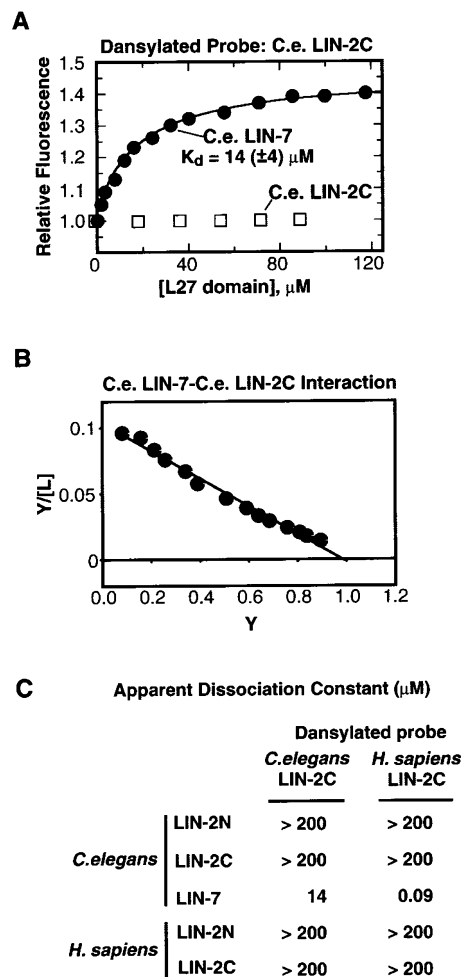 A
Dansylated Probe: C.e. LIN-2C
Relative Fluorescence
1.5
1.4
1.3
1.2
1.1
1.0
C.e. LIN-7
Kd = 14 (±4) μM
C.e. LIN-2C
0 40 80 120
[L27 domain], μM
B
C.e. LIN-7-C.e. LIN-2C Interaction
Y/[L]
0.1
0.05
0
0.0 0.2 0.4 0.6 0.8 1.0 1.2
Y
C Apparent Dissociation Constant (μM)
Dansylated probe
C.elegans H. sapiens
LIN-2C LIN-2C
C.elegans
LIN-2N > 200 > 200
LIN-2C > 200 > 200
LIN-7 14 0.09
H. sapiens
LIN-2N > 200 > 200
LIN-2C > 200 > 200